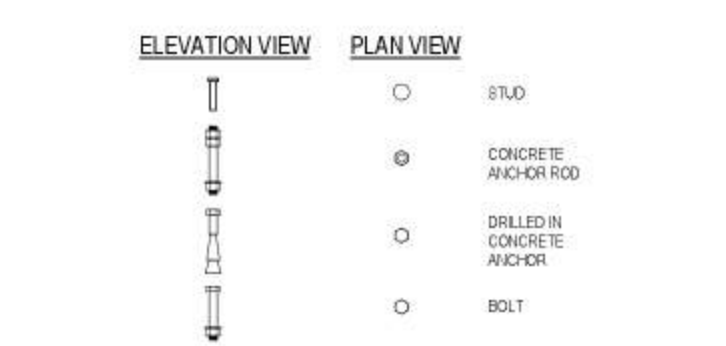 ELEVATION VIEW PLAN VIEW
STUD
CONCRETE
ANCHOR ROD
DRILLED IN
CONCRETE
ANCHOR
BOLT